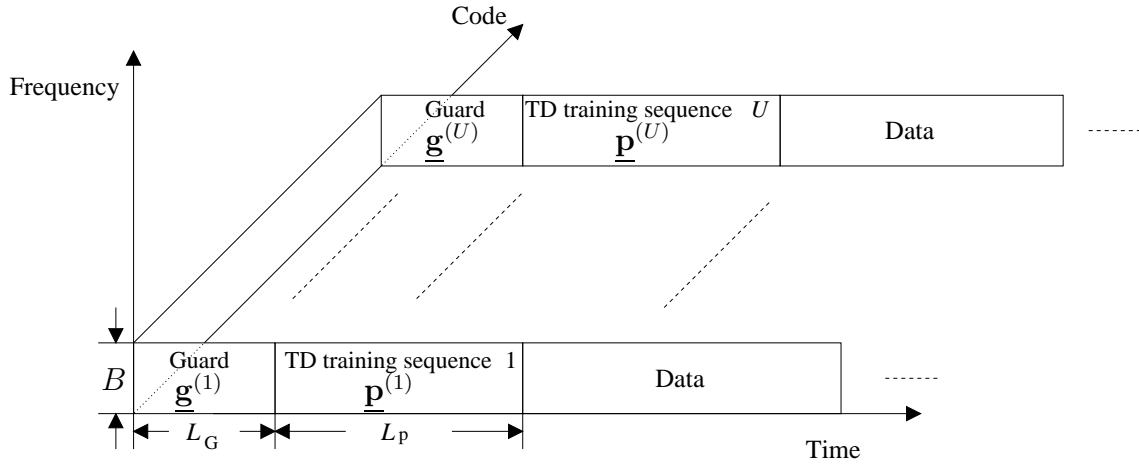 Code
Frequency
Guard
g^(U)
TD training sequence U
p^(U)
Data
Guard
g^(1)
TD training sequence 1
p^(1)
Data
B
L_G
L_p
Time